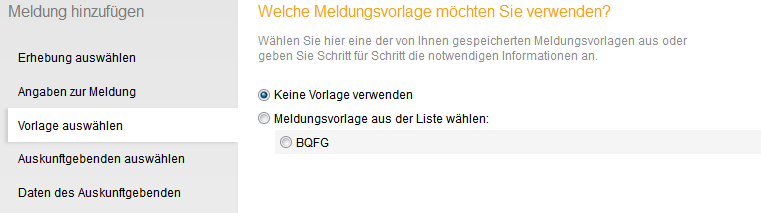 Meldung hinzufügen
Erhebung auswählen
Angaben zur Meldung
Vorlage auswählen
Auskunftgebenden auswählen
Daten des Auskunftgebenden
Welche Meldungsvorlage möchten Sie verwenden?
Wählen Sie hier eine der von Ihnen gespeicherten Meldungsvorlagen aus oder
geben Sie Schritt für Schritt die notwendigen Informationen an.
Keine Vorlage verwenden
Meldungsvorlage aus der Liste wählen:
BQFG